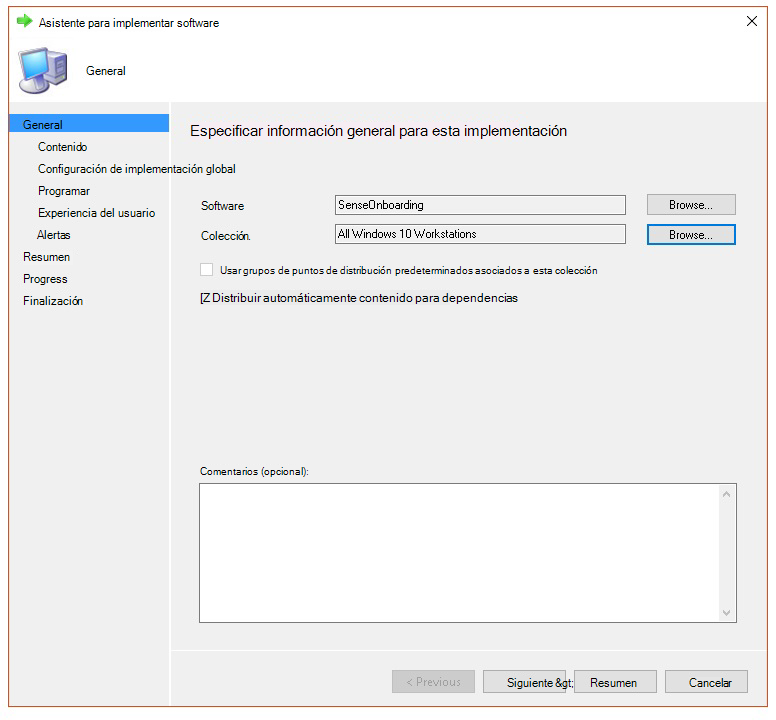 Asistente para implementar software
General
General
Contenido
Configuración de implementación global
Programar
Experiencia del usuario
Alertas
Resumen
Progress
Finalización
Especificar información general para esta implementación
Software
SenseOnboarding
Browse...
Colección.
All Windows 10 Workstations
Browse...
Usar grupos de puntos de distribución predeterminados asociados a esta colección
[Z Distribuir automáticamente contenido para dependencias
Comentarios (opcional):
< Previous
Siguiente &gt;
Resumen
Cancelar